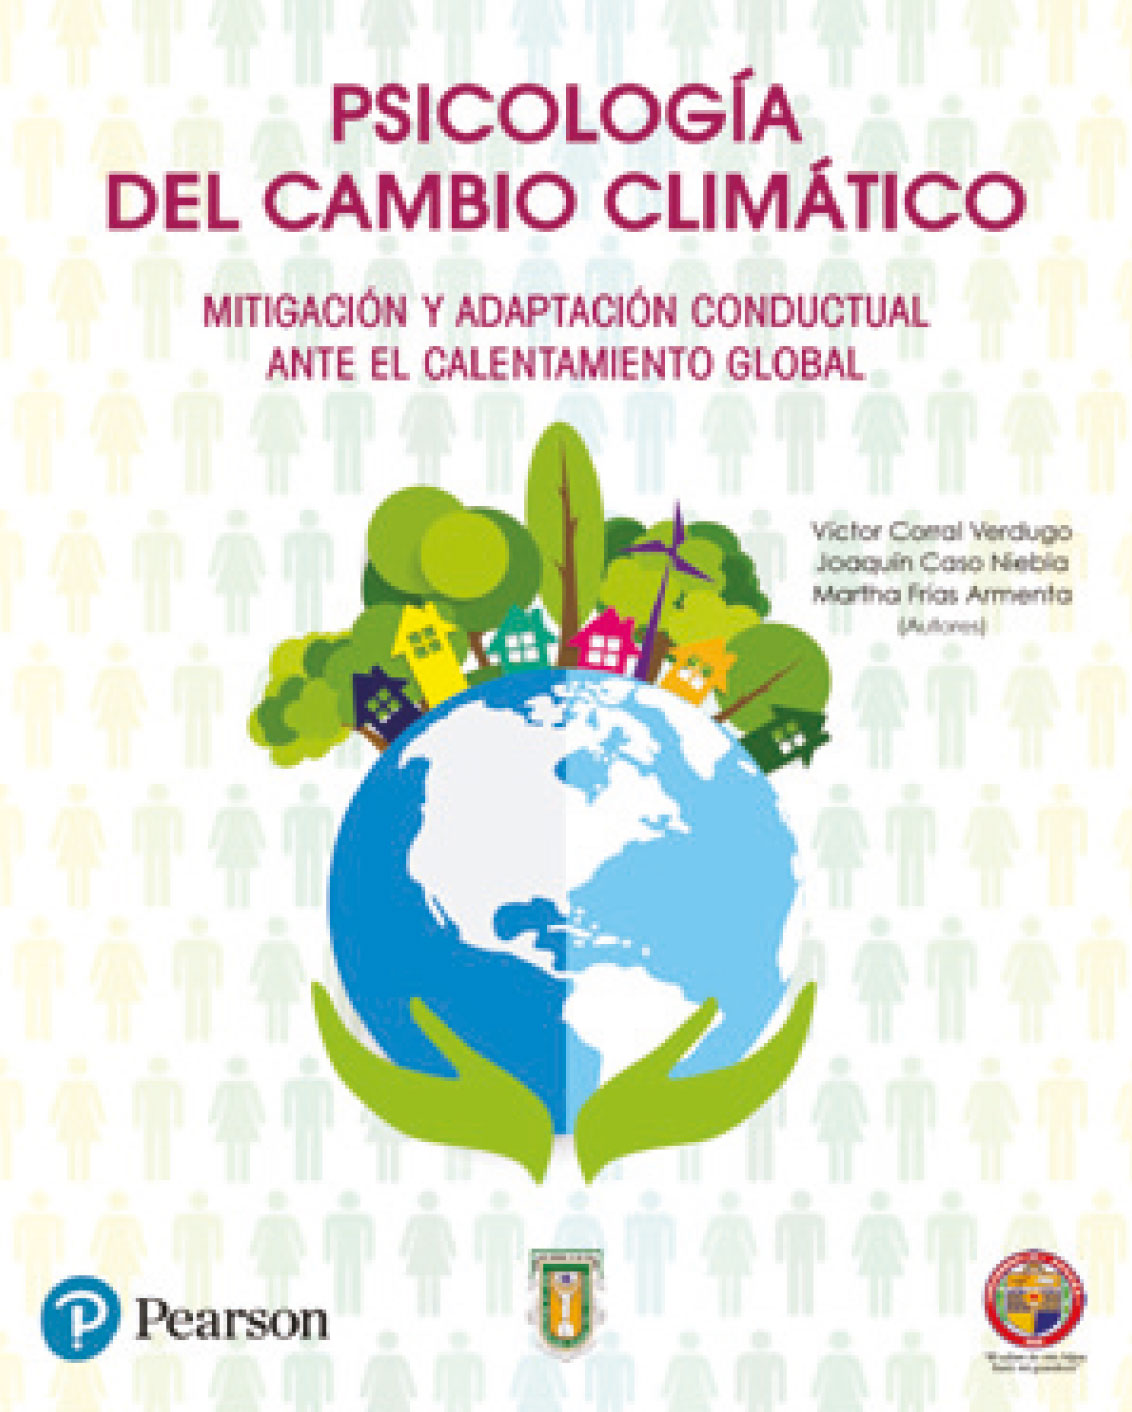 PSICOLOGÍA
DEL CAMBIO CLIMÁTICO
MITIGACIÓN Y ADAPTACIÓN CONDUCTUAL
ANTE EL CALENTAMIENTO GLOBAL
Víctor Corral Verdugo
Joaquín Caso Niebla
Martha Frías Armenta
(Autores)
Pearson